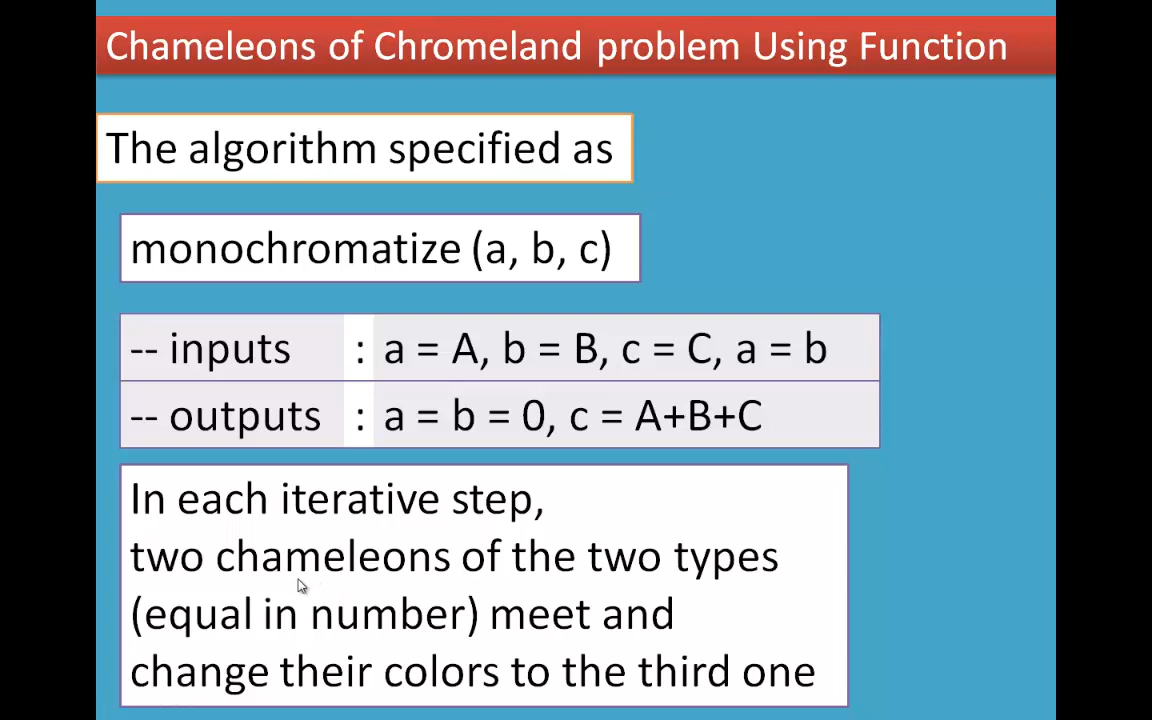 Chameleons of Chromeland problem Using Function
The algorithm specified as
monochromatize (a, b, c)
-- inputs : a = A, b = B, c = C, a = b
-- outputs : a = b = 0, c = A+B+C
In each iterative step,
two chameleons of the two types
(equal in number) meet and
change their colors to the third one